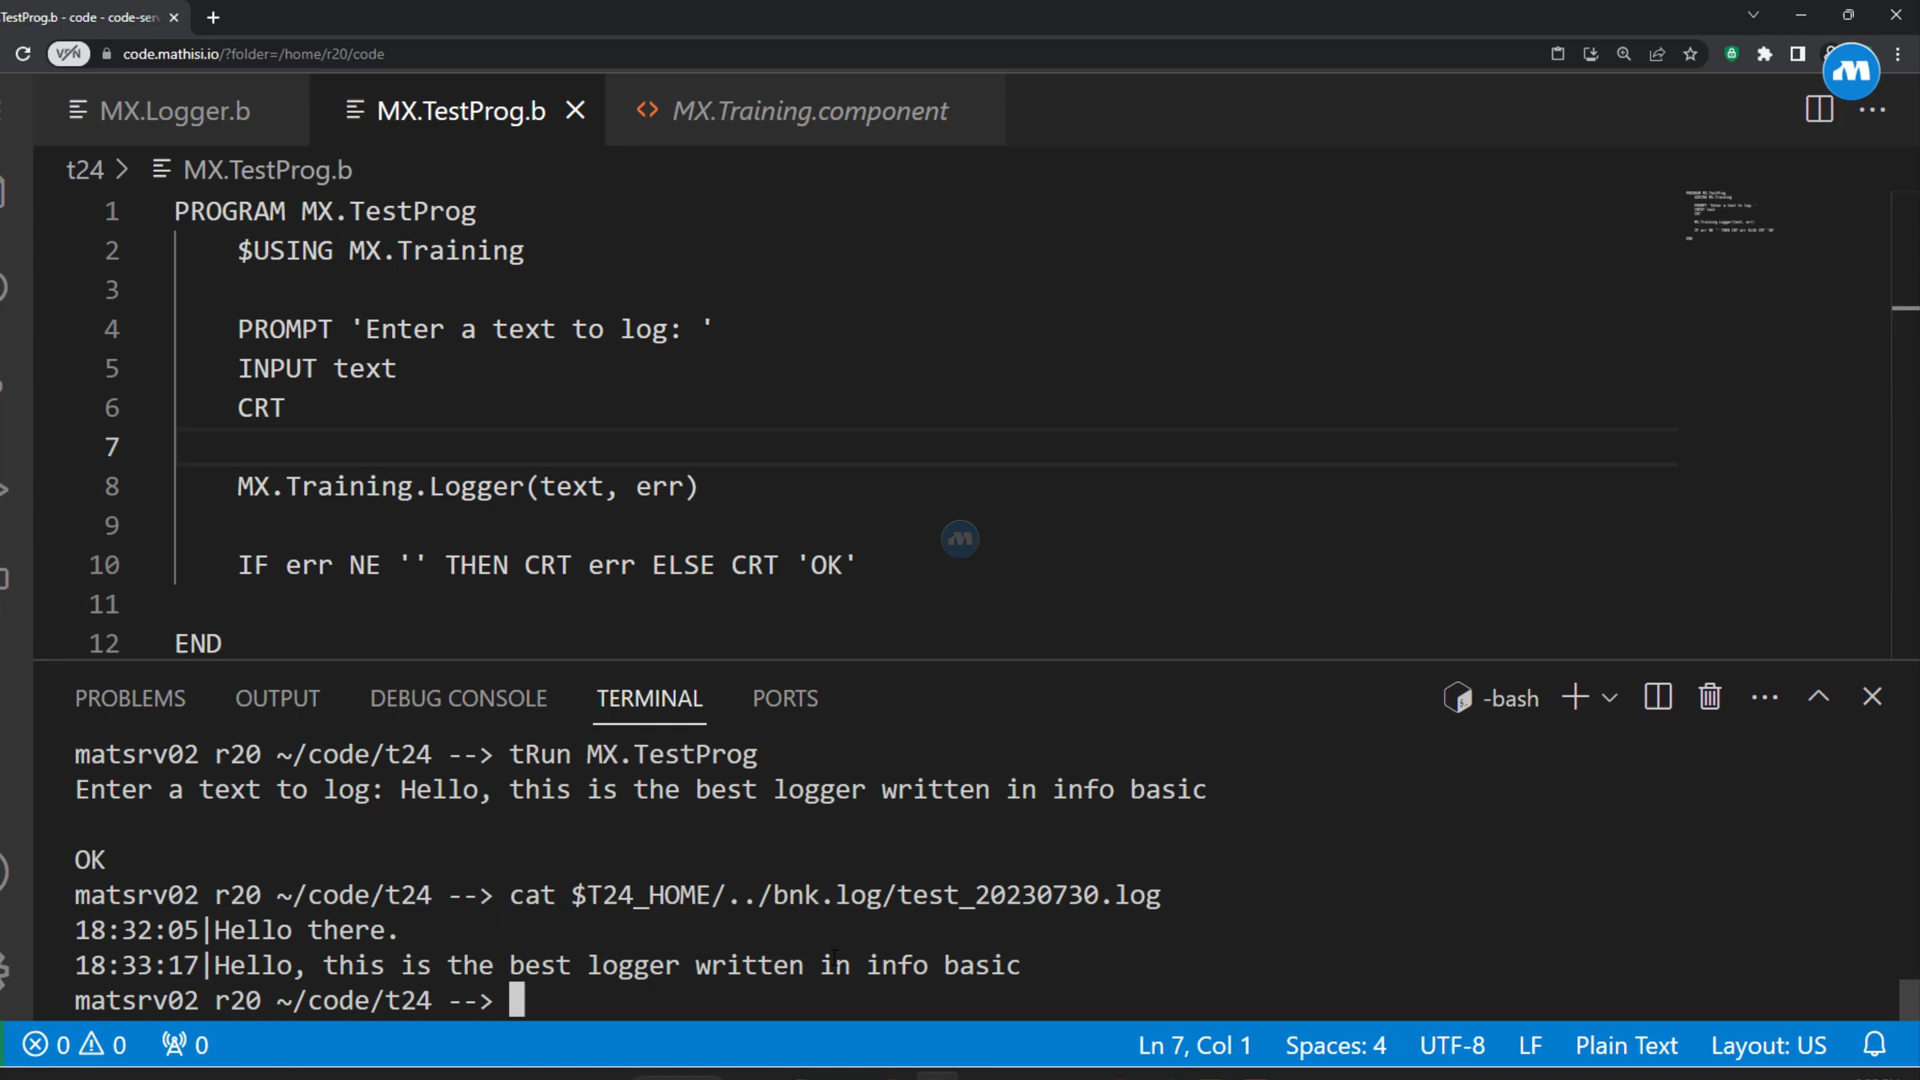 TestProg.b - code - code-ser
VPN
code.mathisi.io/?folder=/home/r20/code
MX.Logger.b
MX.TestProg.b
MX.Training.component
t24 > MX.TestProg.b
1 PROGRAM MX.TestProg
2 $USING MX.Training
3
4 PROMPT 'Enter a text to log: '
5 INPUT text
6 CRT
7
8 MX.Training.Logger(text, err)
9
10 IF err NE '' THEN CRT err ELSE CRT 'OK'
11
12 END
PROBLEMS OUTPUT DEBUG CONSOLE TERMINAL PORTS
-bash
matsrv02 r20 ~/code/t24 --> tRun MX.TestProg
Enter a text to log: Hello, this is the best logger written in info basic
OK
matsrv02 r20 ~/code/t24 --> cat $T24_HOME/../bnk.log/test_20230730.log
18:32:05|Hello there.
18:33:17|Hello, this is the best logger written in info basic
matsrv02 r20 ~/code/t24 -->
0 0 0 Ln 7, Col 1 Spaces: 4 UTF-8 LF Plain Text Layout: US